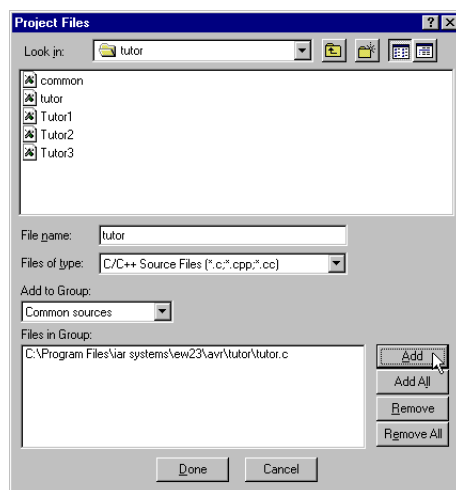 Project Files
Look in: tutor
common
tutor
Tutor1
Tutor2
Tutor3
File name: tutor
Files of type: C/C++ Source Files (*.c;*.cpp;*.cc)
Add to Group:
Common sources
Files in Group:
C:\Program Files\iar systems\ew23\avr\tutor\tutor.c
Add
Add All
Remove
Remove All
Done Cancel